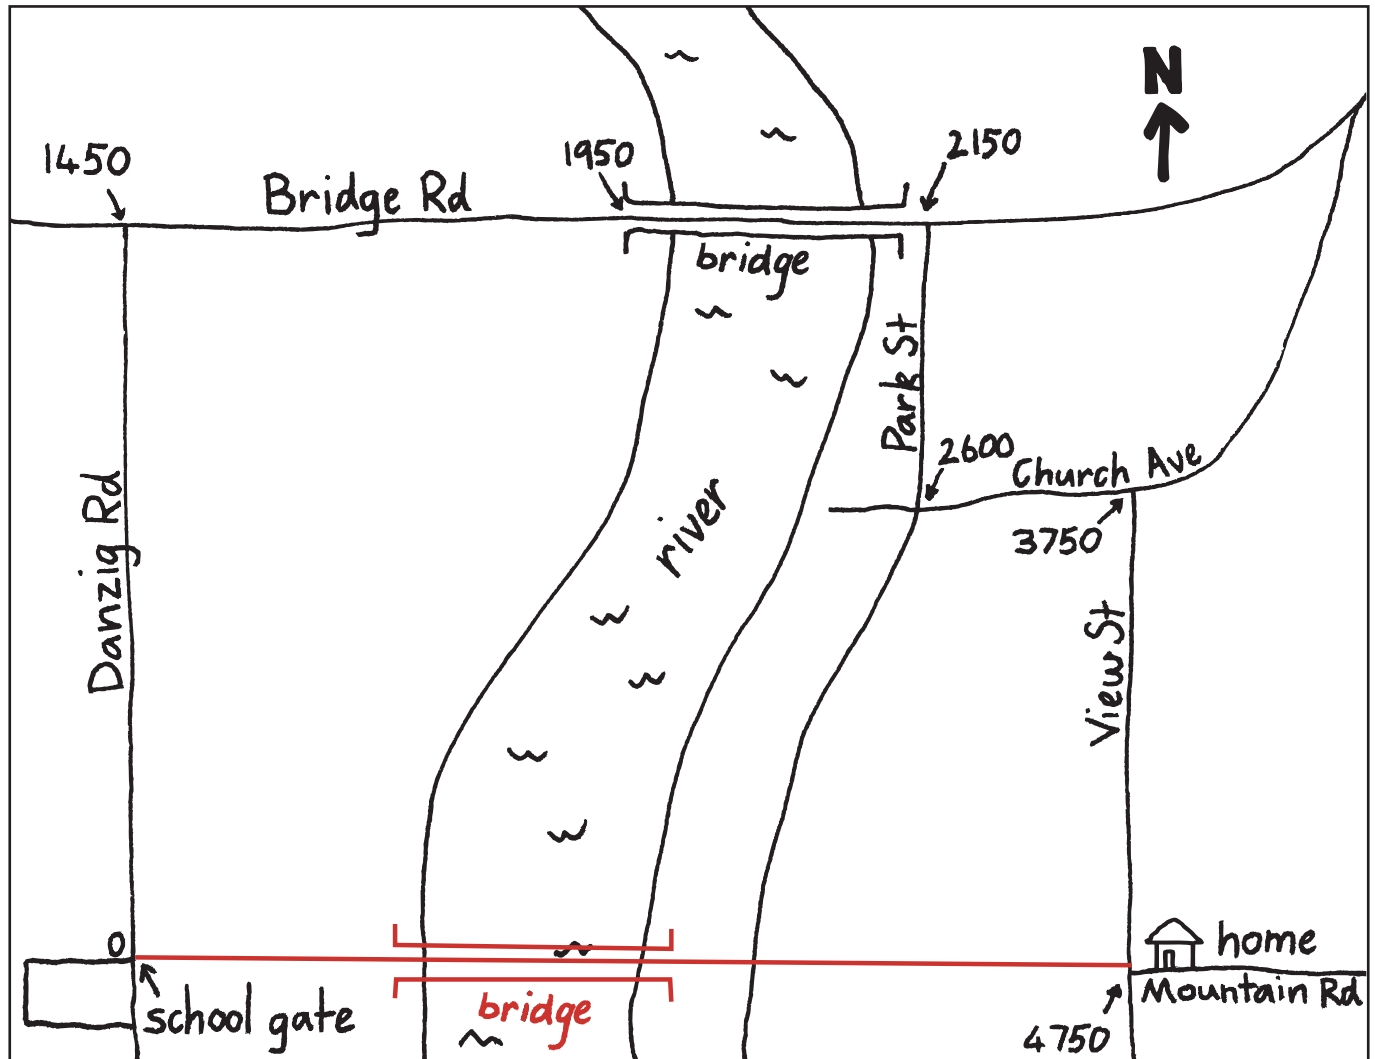 N
1450
1950
2150
Bridge Rd
bridge
Park St
2600
Church Ave
3750
river
Danzig Rd
View St
0
home
school gate
bridge
Mountain Rd
4750